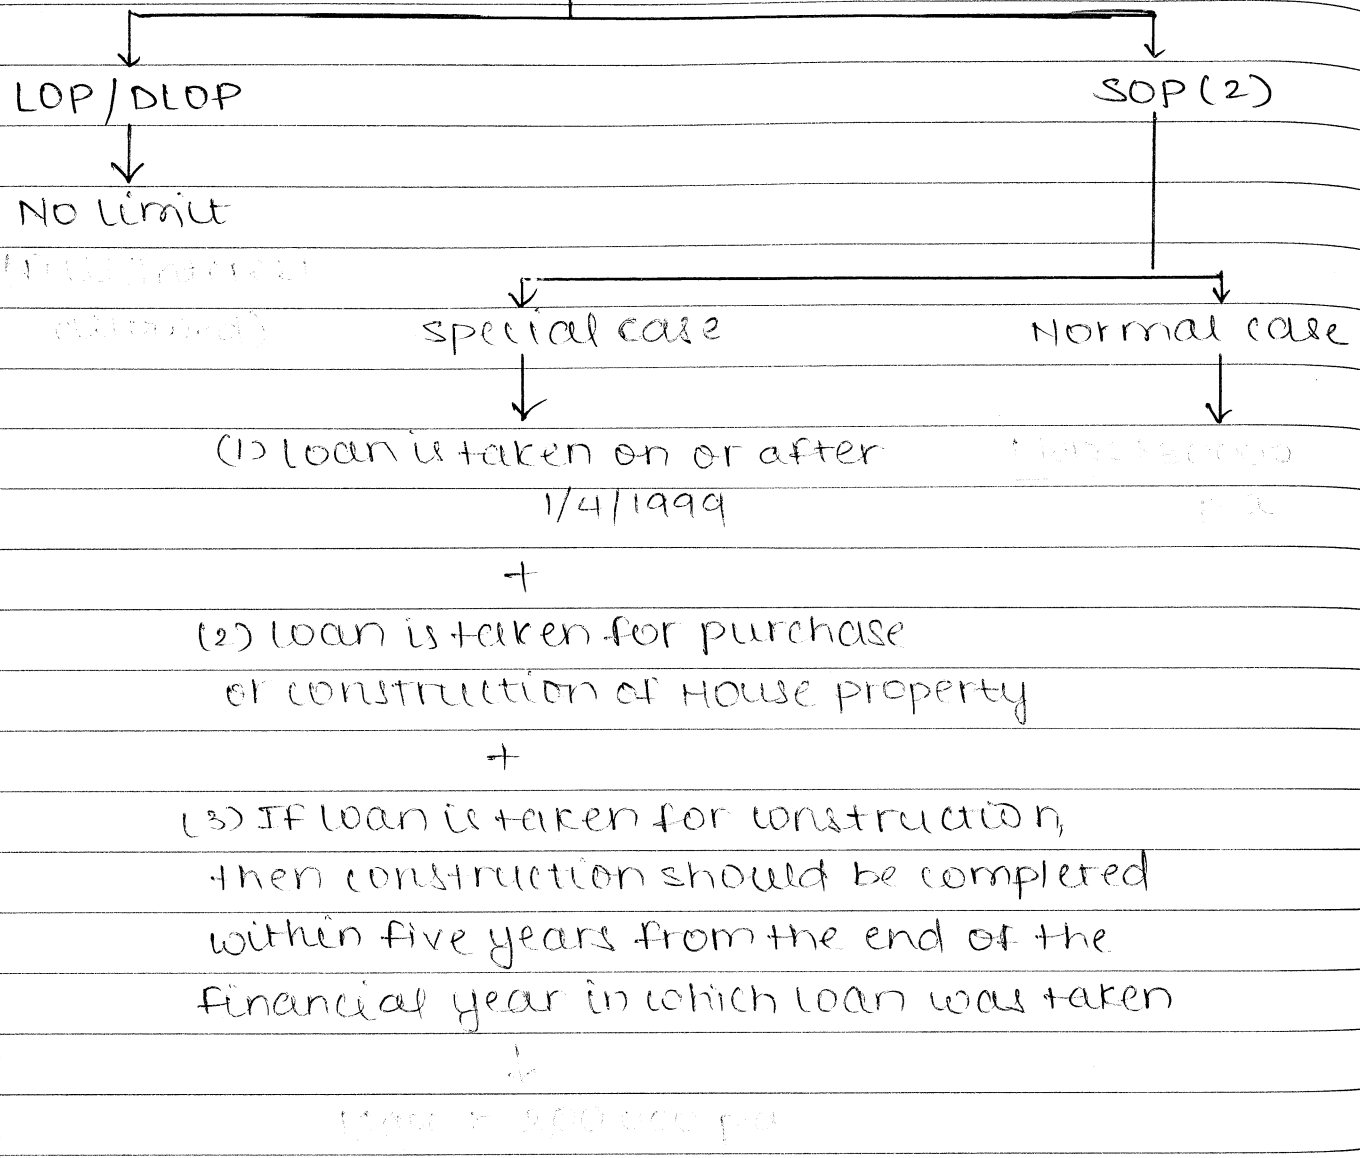 LOP/DLOP
SOP(2)
No limit
special case
Normal case
(1) loan is taken on or after
1/4/1999
+
(2) loan is taken for purchase
or construction of House property
+
(3) If loan is taken for construction,
then construction should be completed
within five years from the end of the
financial year in which loan was taken